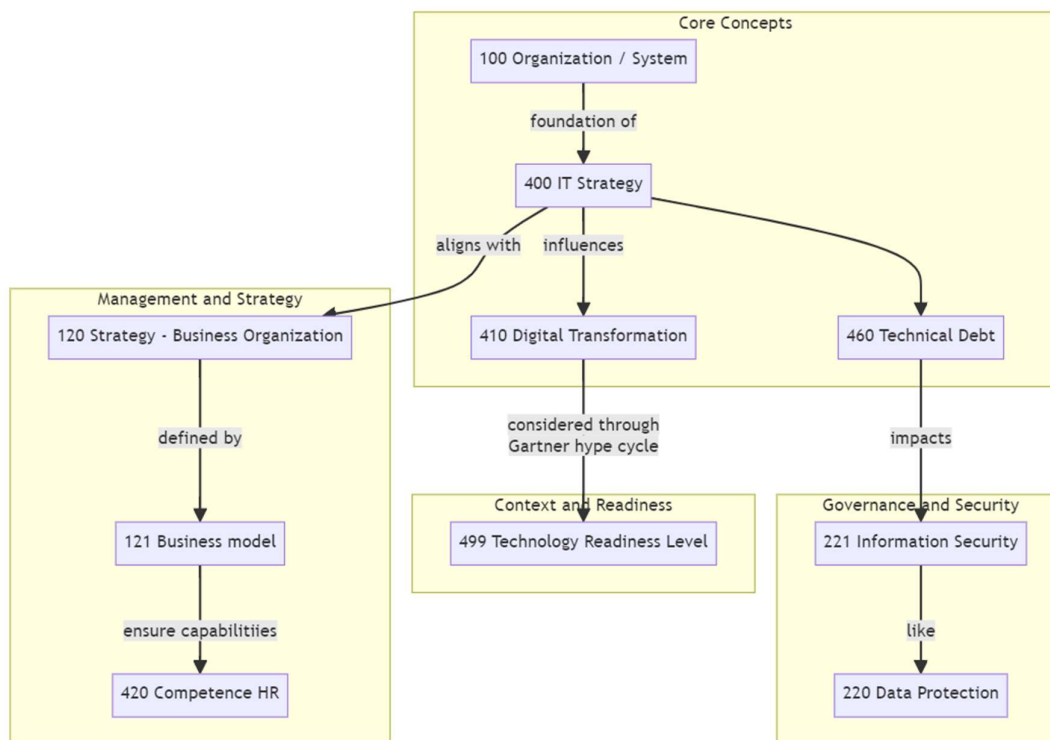 Core Concepts
100 Organization / System
foundation of
400 IT Strategy
aligns with
influences
Management and Strategy
120 Strategy - Business Organization
410 Digital Transformation
460 Technical Debt
defined by
considered through
Gartner hype cycle
impacts
Context and Readiness
Governance and Security
121 Business model
499 Technology Readiness Level
221 Information Security
ensure capabilitiies
like
420 Competence HR
220 Data Protection